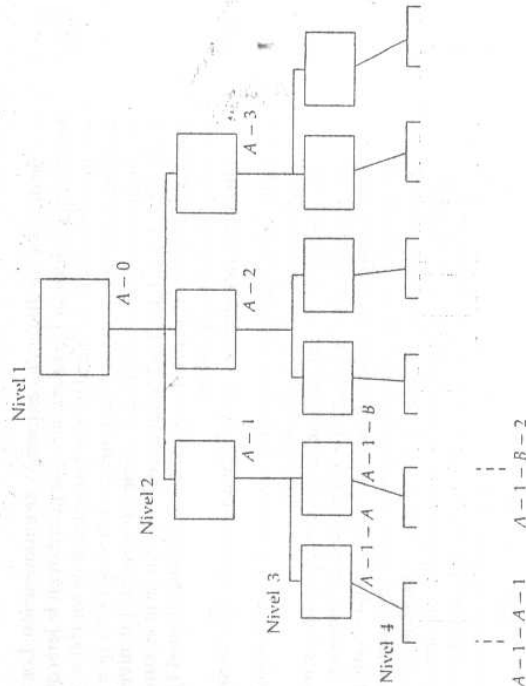 Nivel 1
A – 0
Nivel 2
A – 1
A – 2
A – 3
Nivel 3
A – 1 – A
A – 1 – B
Nivel 4
A – 1 – A – 1
A – 1 – B – 2